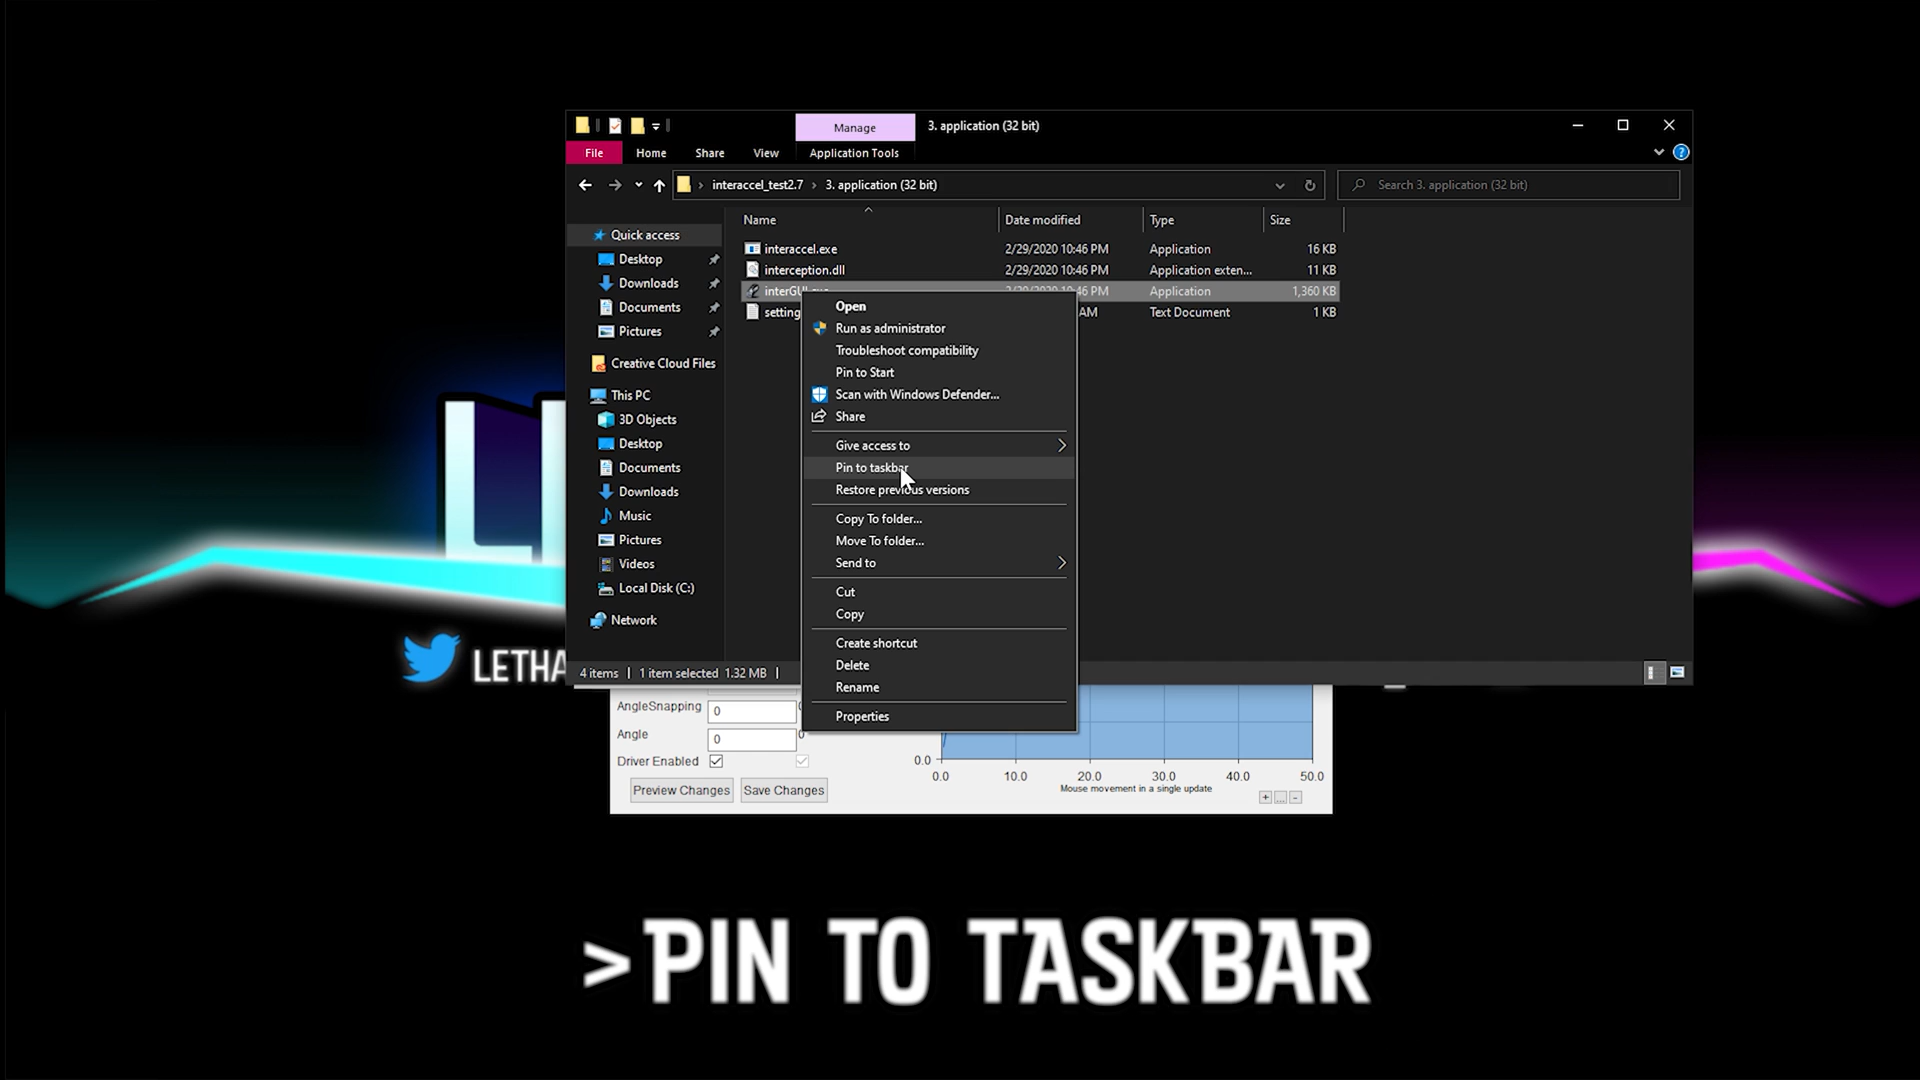 Manage
3. application (32 bit)
File
Home
Share
View
Application Tools
interaccel_test2.7
3. application (32 bit)
Search 3. application (32 bit)
Name
Date modified
Type
Size
Quick access
Desktop
Downloads
Documents
Pictures
Creative Cloud Files
This PC
3D Objects
Desktop
Documents
Downloads
Music
Pictures
Videos
Local Disk (C:)
Network
interaccel.exe 2/29/2020 10:46 PM Application 16 KB
interception.dll 2/29/2020 10:46 PM Application exten... 11 KB
Application 1,360 KB
AM Text Document 1 KB
Open
Run as administrator
Troubleshoot compatibility
Pin to Start
Scan with Windows Defender...
Share
Give access to
Pin to taskbar
Restore previous versions
Copy To folder...
Move To folder...
Send to
Cut
Copy
Create shortcut
Delete
Rename
Properties
4 items
1 item selected 1.32 MB
LETHA
AngleSnapping 0
Angle 0 0
Driver Enabled
Preview Changes Save Changes
0.0
0.0 10.0 20.0 30.0 40.0 50.0
Mouse movement in a single update
+ ... -
>PIN TO TASKBAR